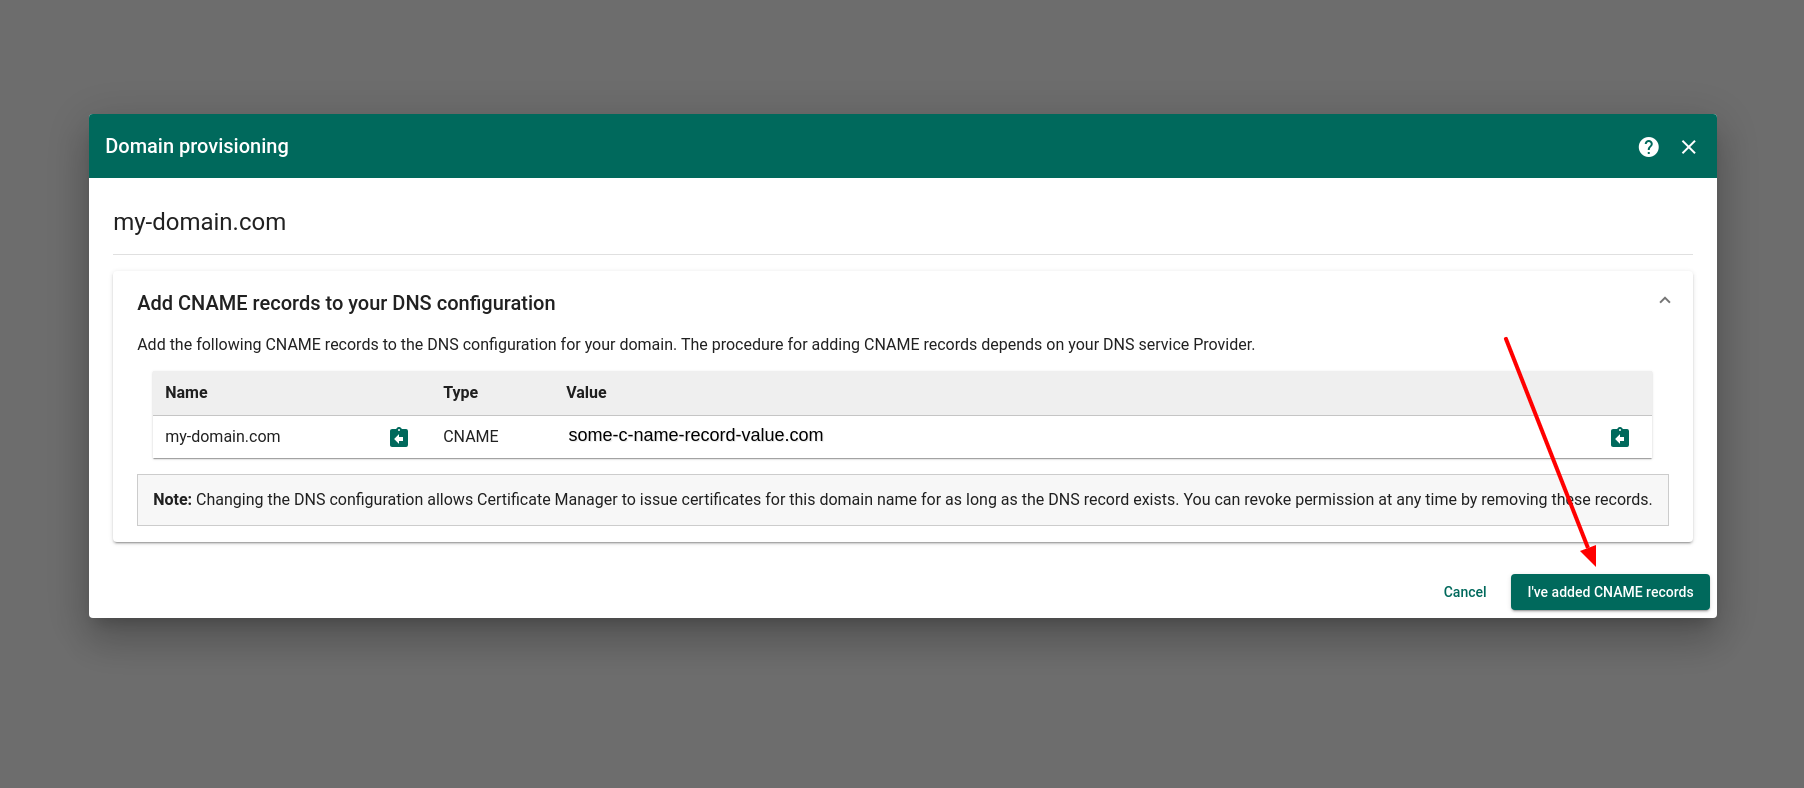 Domain provisioning
my-domain.com
Add CNAME records to your DNS configuration
Add the following CNAME records to the DNS configuration for your domain. The procedure for adding CNAME records depends on your DNS service Provider.
Name Type Value
my-domain.com CNAME some-c-name-record-value.com
Note: Changing the DNS configuration allows Certificate Manager to issue certificates for this domain name for as long as the DNS record exists. You can revoke permission at any time by removing these records.
Cancel I've added CNAME records